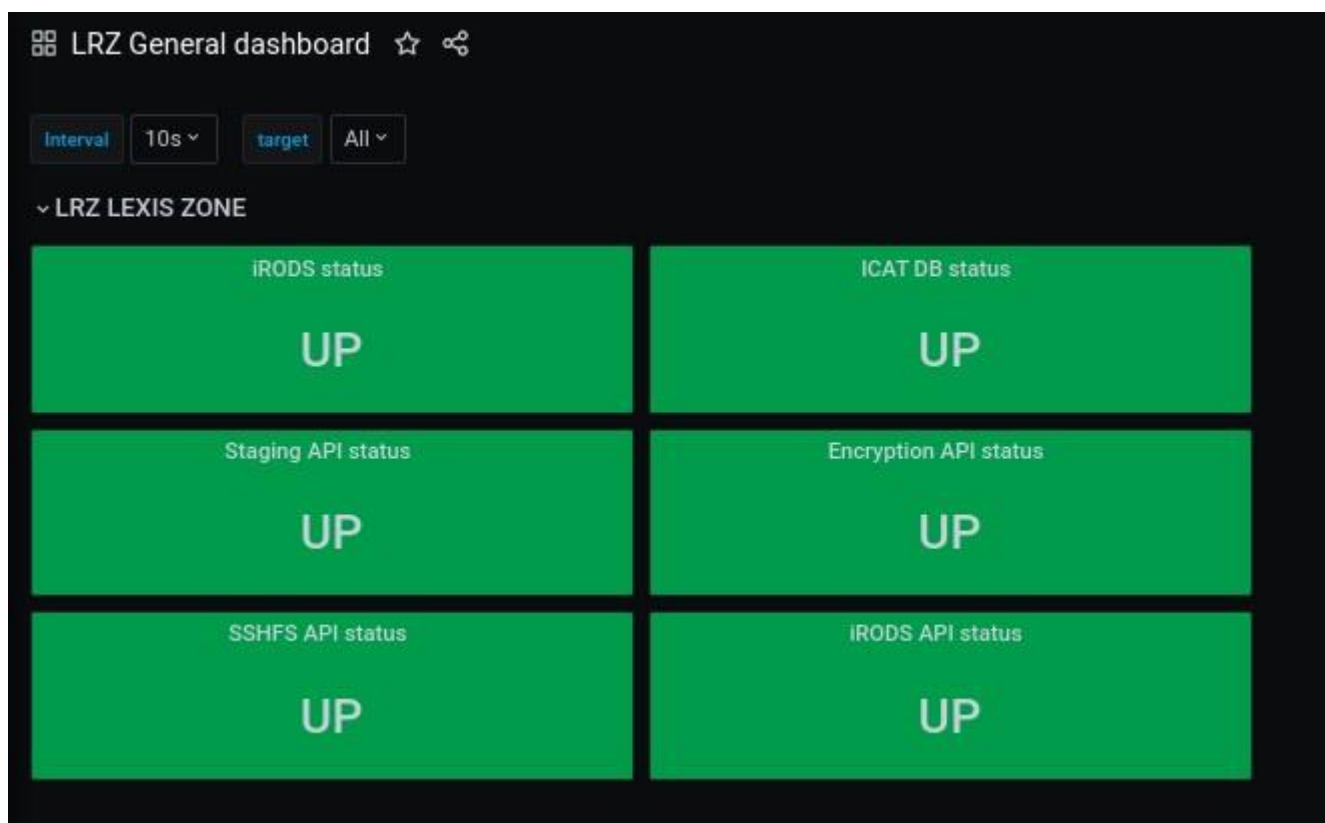 LRZ General dashboard
Interval 10s target All
LRZ LEXIS ZONE
iRODS status ICAT DB status
UP UP
Staging API status Encryption API status
UP UP
SSHFS API status iRODS API status
UP UP